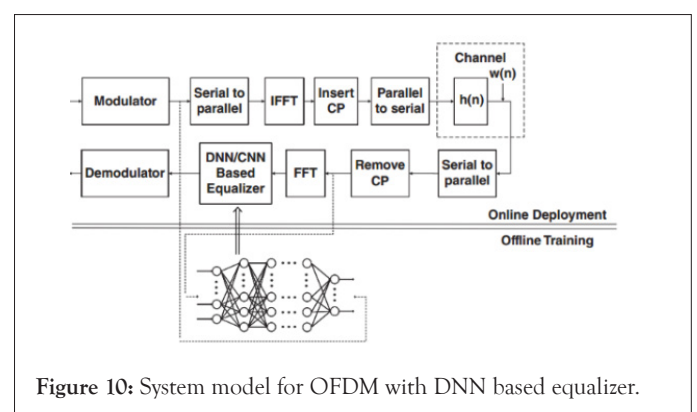 Channel
w(n)
Modulator
Serial to
parallel
IFFT
Insert
CP
Parallel
to serial
h(n)
Demodulator
DNN/CNN
Based
Equalizer
FFT
Remove
CP
Serial to
parallel
Online Deployment
Offline Training
Figure 10: System model for OFDM with DNN based equalizer.